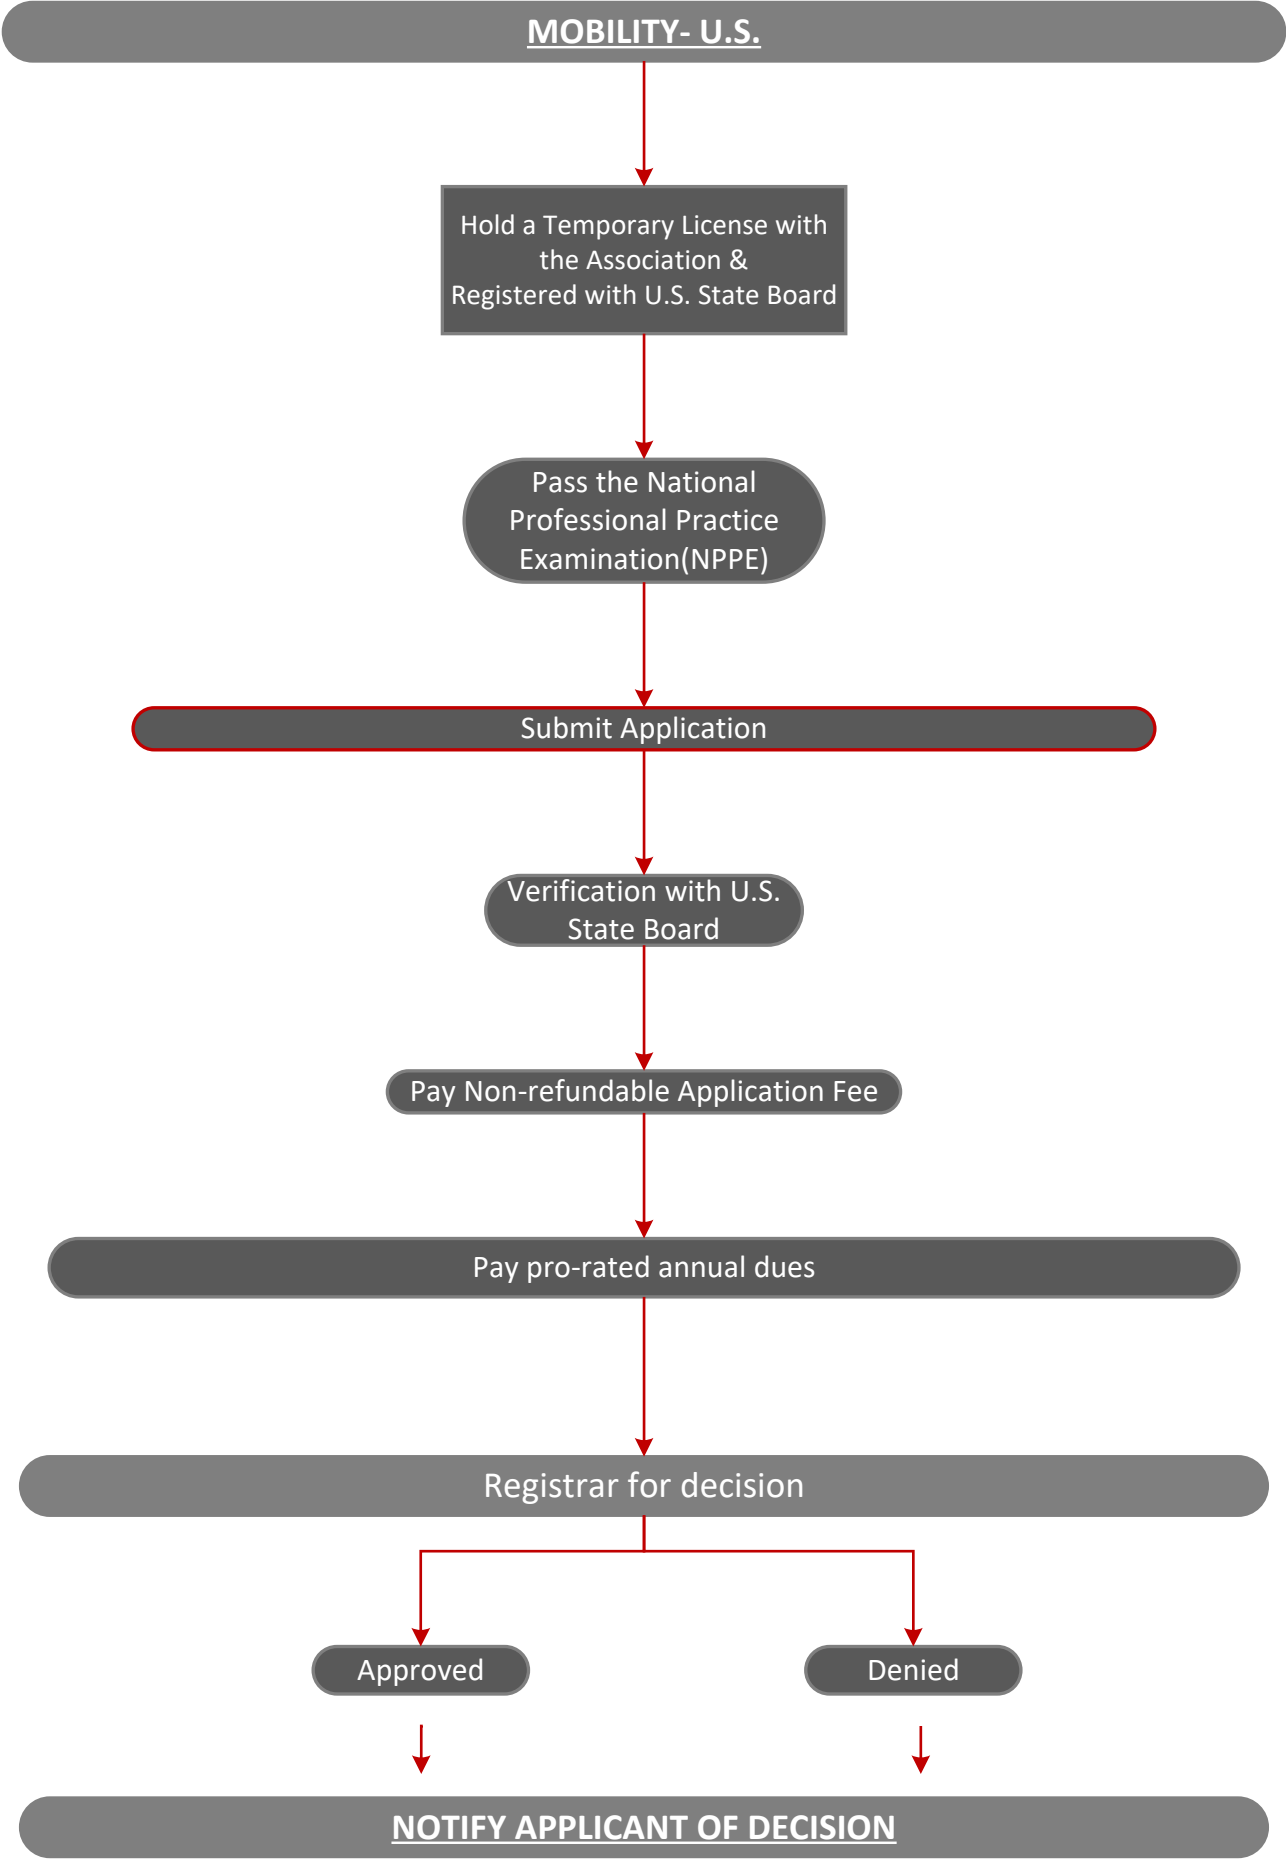 MOBILITY- U.S.
Hold a Temporary License with
the Association &
Registered with U.S. State Board
Pass the National
Professional Practice
Examination(NPPE)
Submit Application
Verification with U.S.
State Board
Pay Non-refundable Application Fee
Pay pro-rated annual dues
Registrar for decision
Approved
Denied
NOTIFY APPLICANT OF DECISION